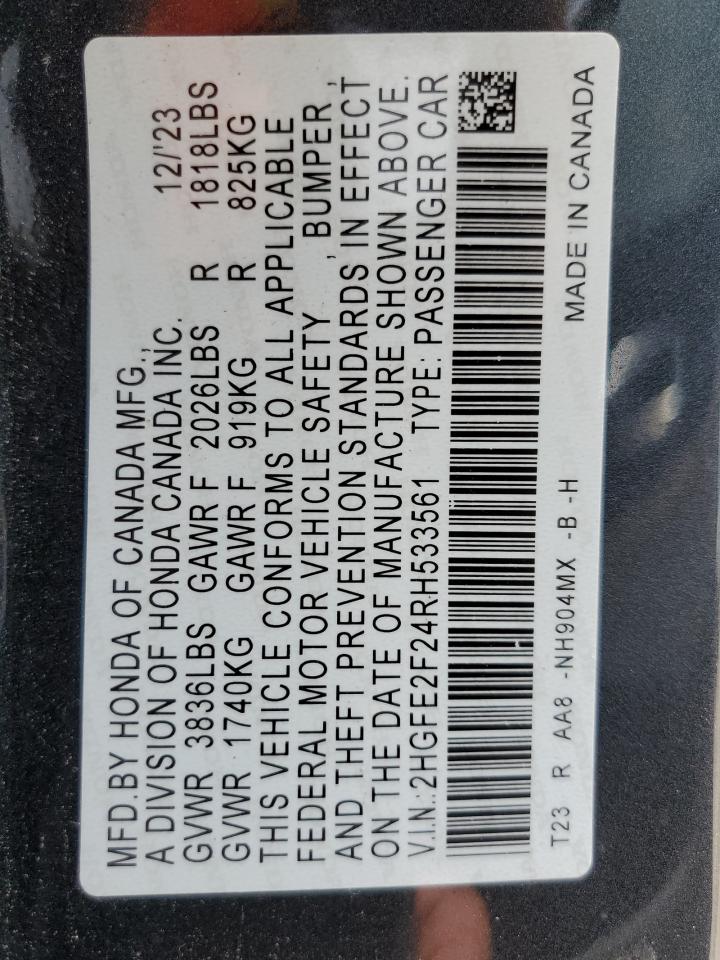 MFD.BY HONDA OF CANADA MFG.,
A DIVISION OF HONDA CANADA INC. 12/'23
GVWR 3836LBS GAWR F 2026LBS R 1818LBS
GVWR 1740KG GAWR F 919KG R 825KG
THIS VEHICLE CONFORMS TO ALL APPLICABLE
FEDERAL MOTOR VEHICLE SAFETY , BUMPER ,
AND THEFT PREVENTION STANDARDS IN EFFECT
ON THE DATE OF MANUFACTURE SHOWN ABOVE.
V.I.N.:2HGFE2F24RH533561 TYPE: PASSENGER CAR
T23 R AA8 -NH904MX -B -H
MADE IN CANADA